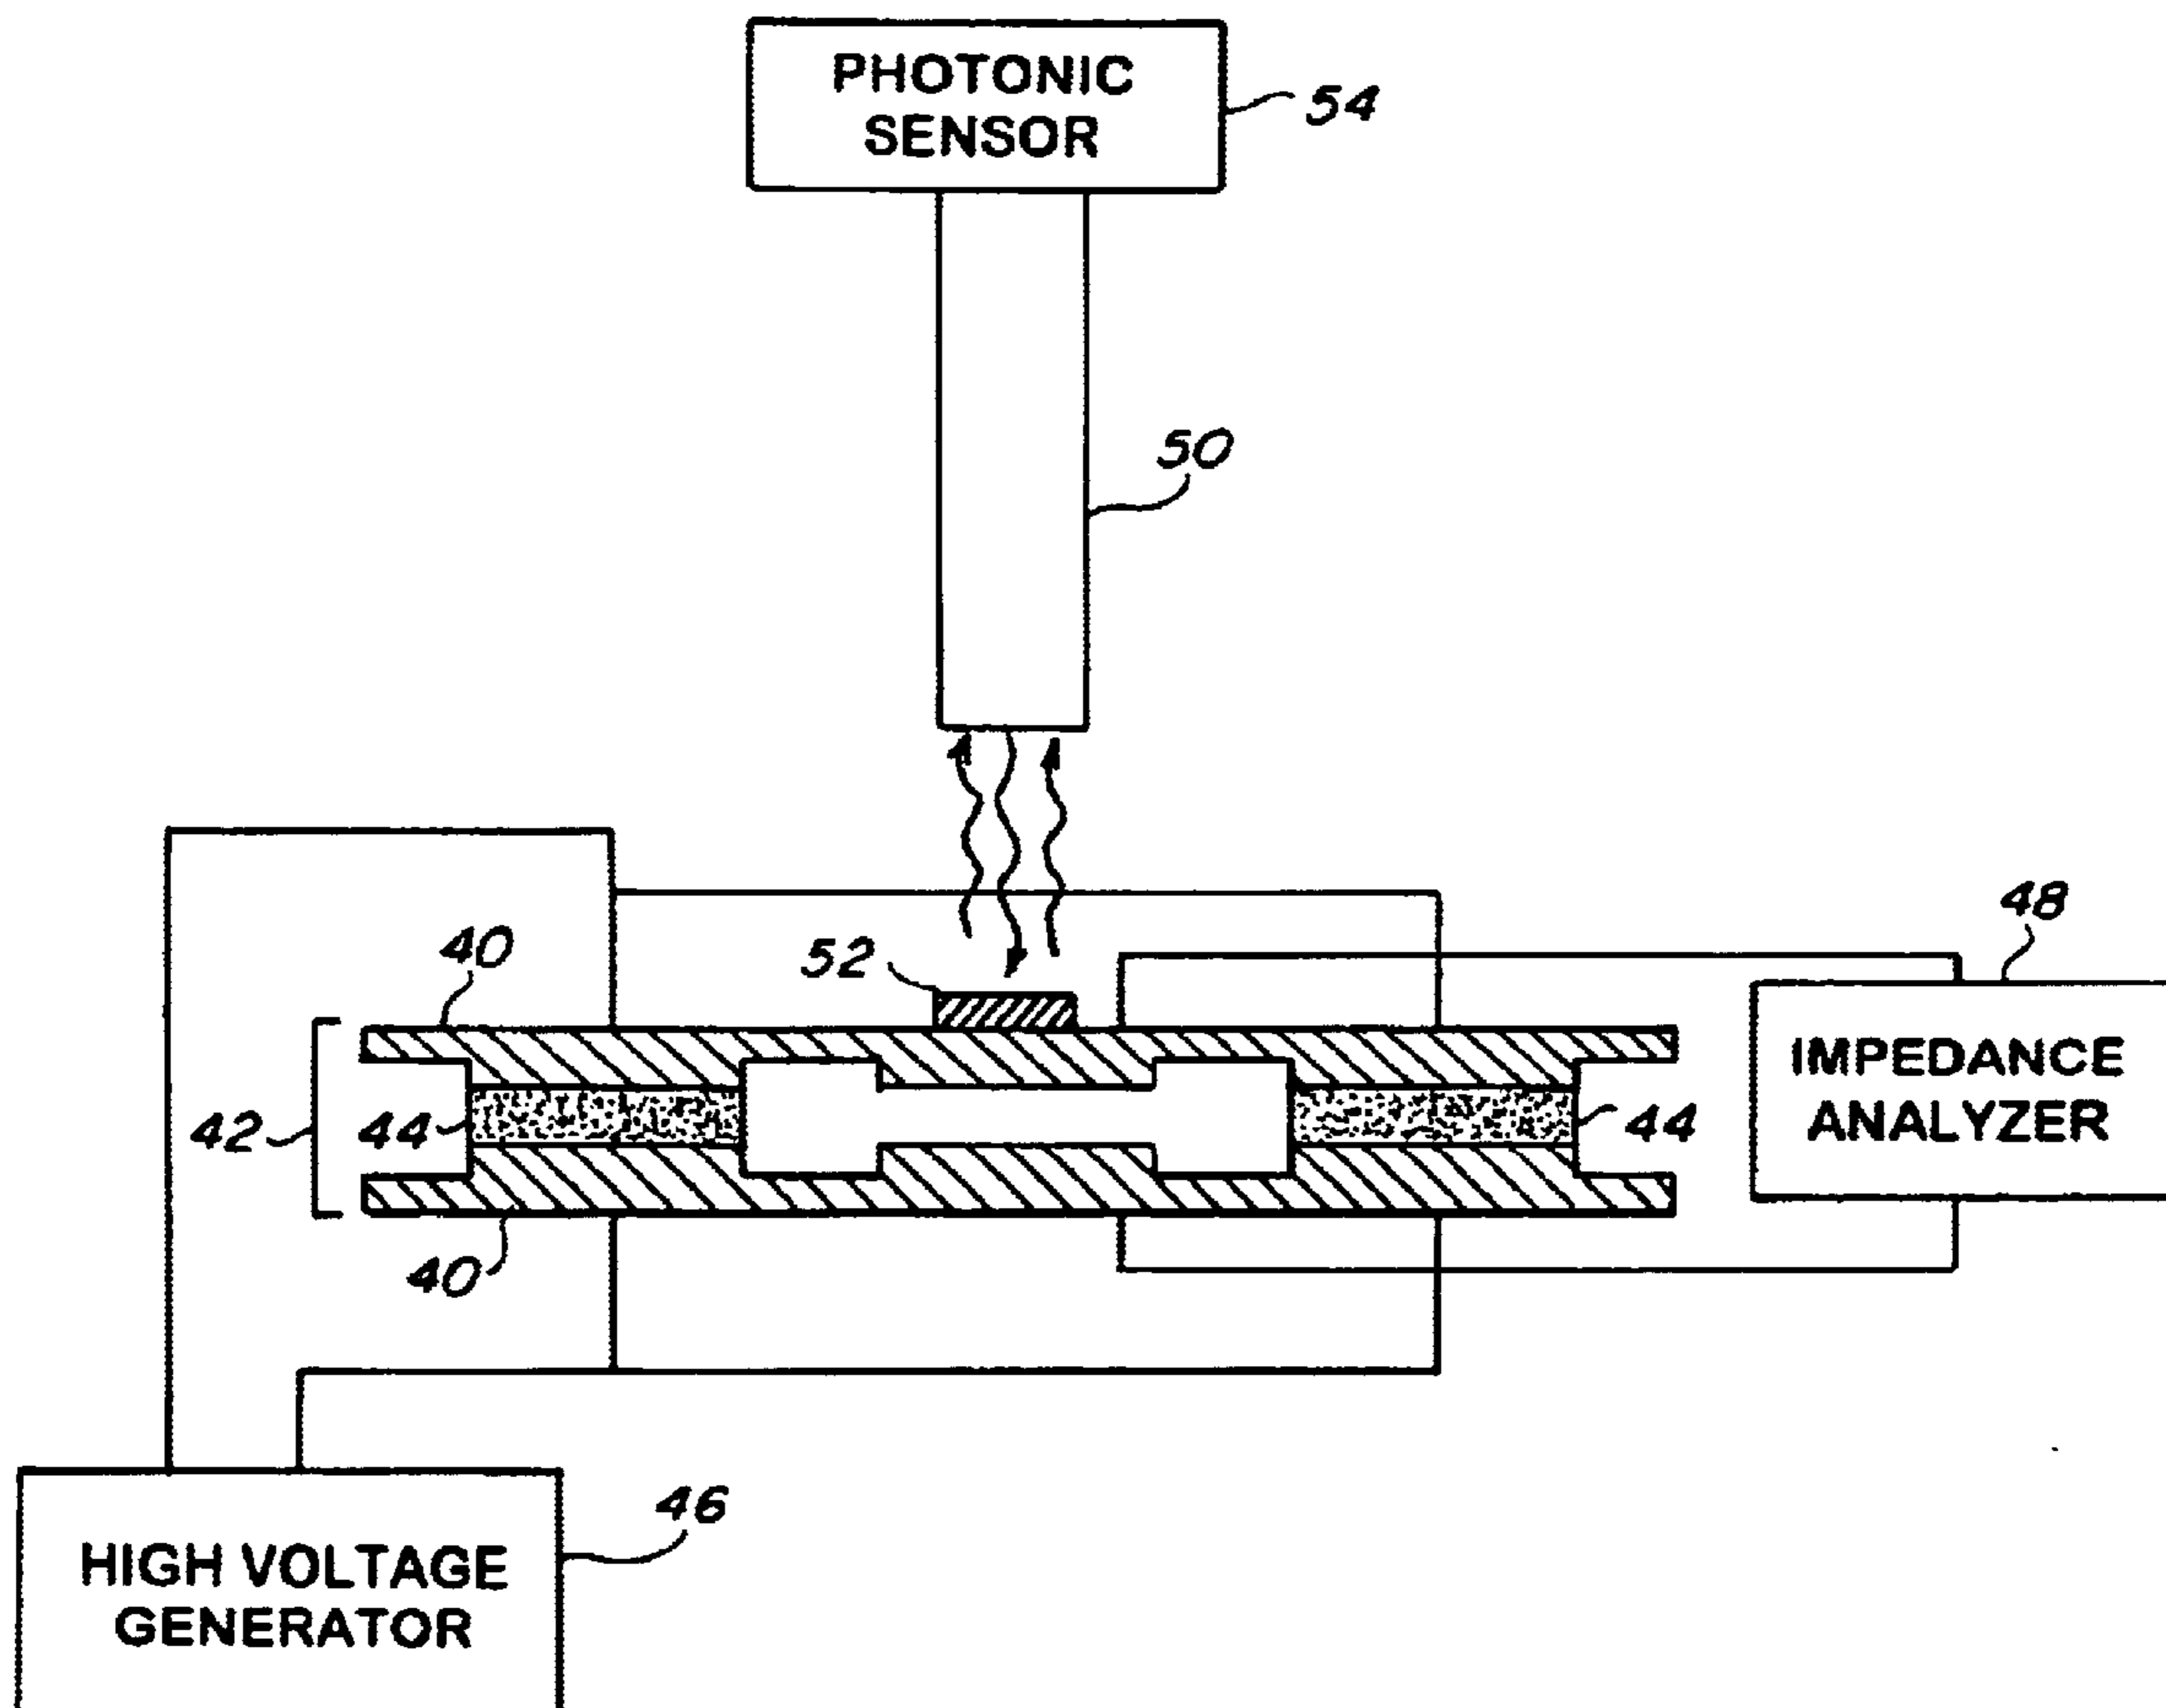 PHOTONIC
SENSOR
54
50
48
40
52
IMPEDANCE
ANALYZER
42
44
44
40
46
HIGH VOLTAGE
GENERATOR